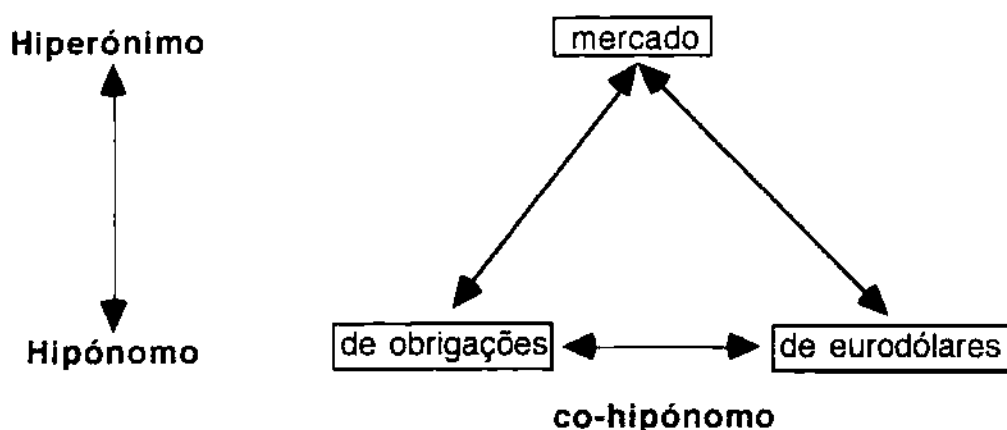 Hiperónimo
mercado
Hipónomo
de obrigações
de eurodólares
co-hipónomo